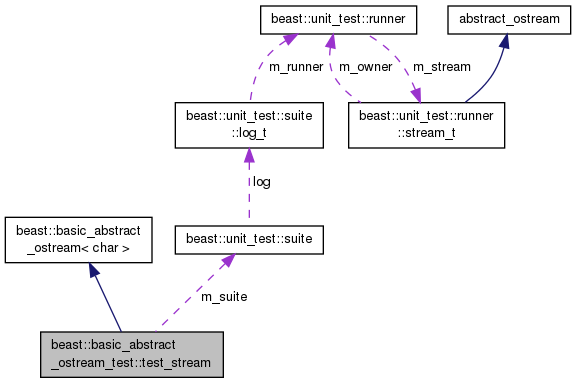 beast::unit_test::runner
abstract_ostream
m_runner
m_owner
m_stream
beast::unit_test::suite
::log_t
beast::unit_test::runner
::stream_t
log
beast::basic_abstract
_ostream< char >
beast::unit_test::suite
m_suite
beast::basic_abstract
_ostream_test::test_stream